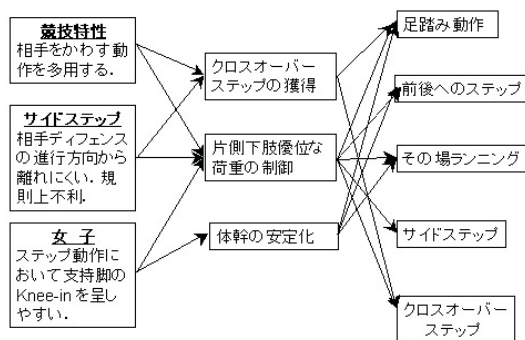 競技特性
相手をかわす動
作を多用する．
サイドステップ
相手ディフェンス
の進行方向から
離れにくい．規
則上不利．
女 子
ステップ動作に
おいて支持脚の
Knee-in を呈し
やすい．
クロスオーバー
ステップの獲得
片側下肢優位な
荷重の制御
体幹の安定化
足踏み動作
前後へのステップ
その場ランニング
サイドステップ
クロスオーバー
ステップ